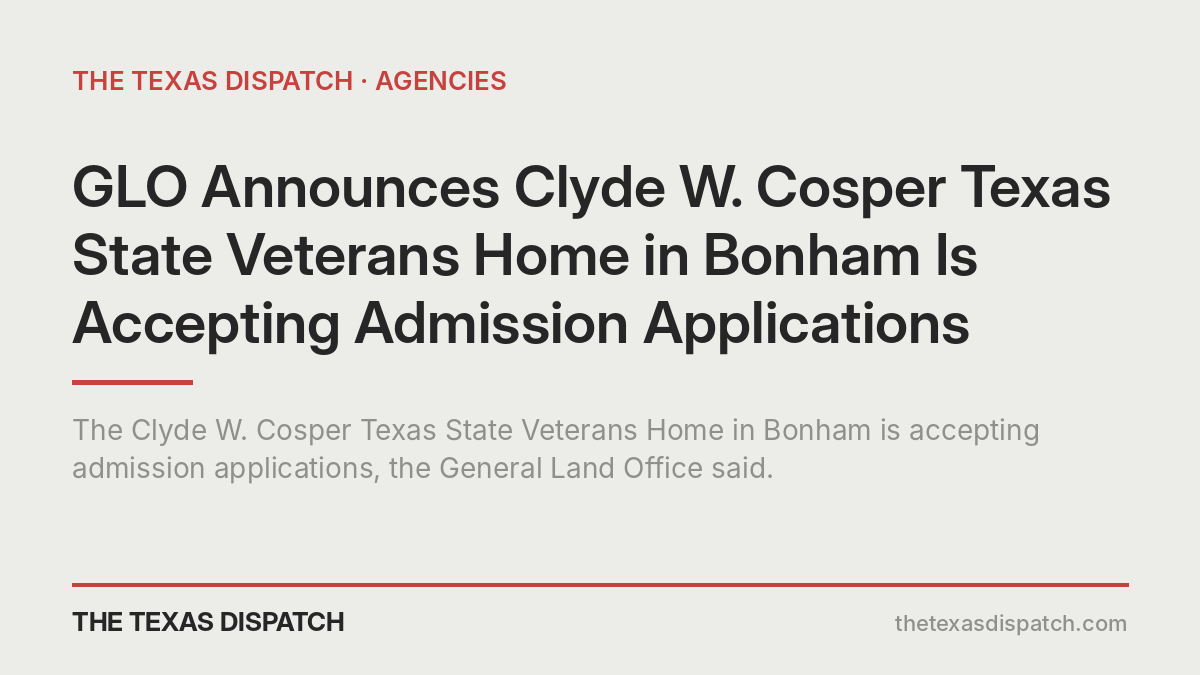 THE TEXAS DISPATCH · AGENCIES
GLO Announces Clyde W. Cosper Texas
State Veterans Home in Bonham Is
Accepting Admission Applications
The Clyde W. Cosper Texas State Veterans Home in Bonham is accepting
admission applications, the General Land Office said.
THE TEXAS DISPATCH
thetexasdispatch.com